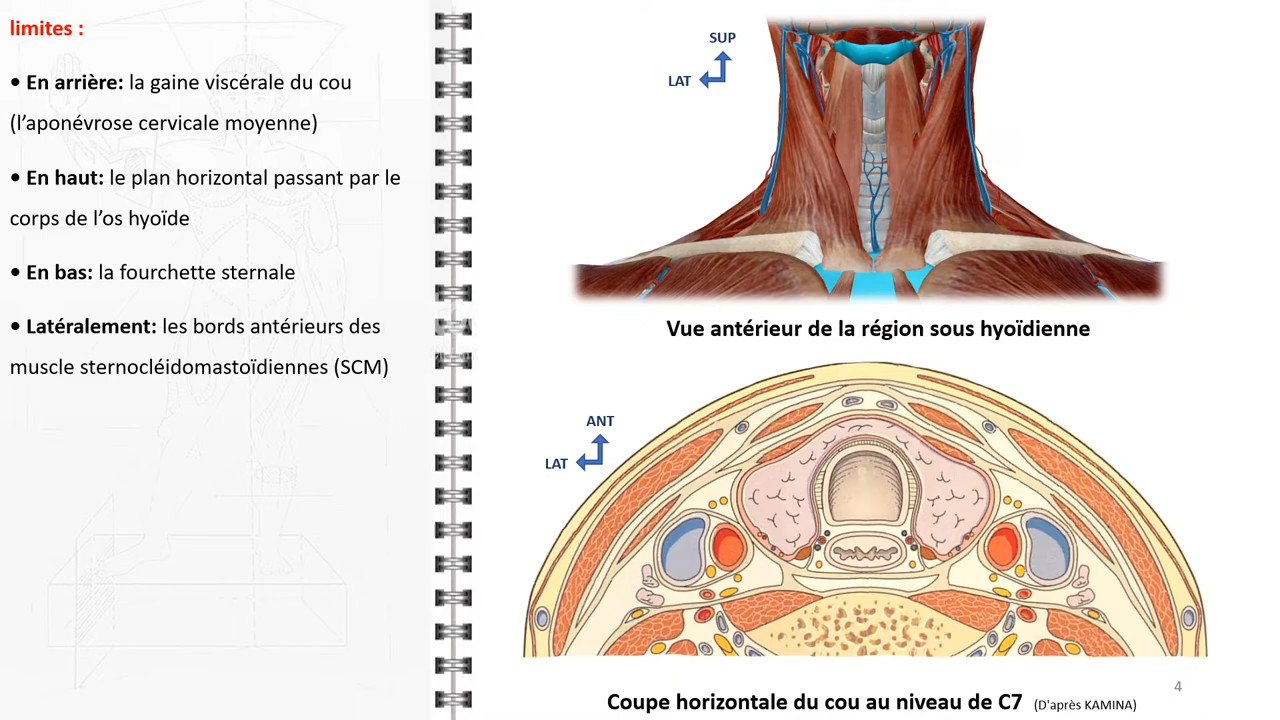 limites :
• En arrière: la gaine viscérale du cou
(l’aponévrose cervicale moyenne)
• En haut: le plan horizontal passant par le
corps de l’os hyoïde
• En bas: la fourchette sternale
• Latéralement: les bords antérieurs des
muscle sternocléidomastoïdiennes (SCM)
SUP
LAT
Vue antérieur de la région sous hyoïdienne
ANT
LAT
4
Coupe horizontale du cou au niveau de C7 (D'après KAMINA)